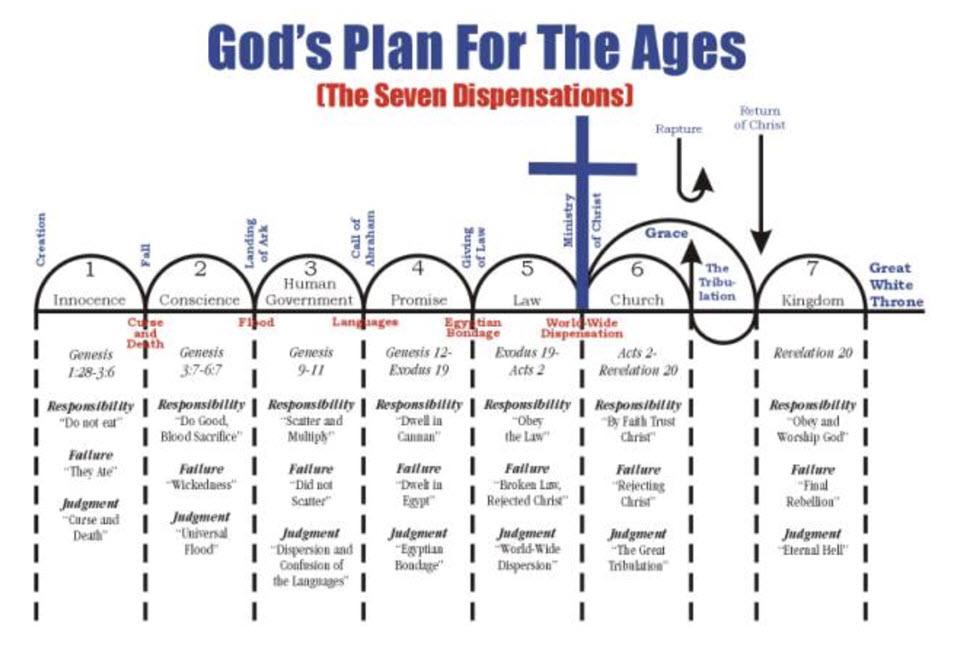 God's Plan For The Ages
(The Seven Dispensations)
Rapture
Return
of Christ
Creation
Fall
Landing
of Ark
Call of
Abraham
Giving
of Law
Ministry
of Christ
Grace
The
Tribu-
lation
Great
White
Throne
1
Innocence
2
Conscience
3
Human
Government
4
Promise
5
Law
6
Church
7
Kingdom
Curse
and
Death
Flood
Languages
Egyptian
Bondage
World-Wide
Dispensation
Genesis
1:28-3:6
Responsibility
"Do not eat"
Failure
"They Ate"
Judgment
"Curse and
Death"
Genesis
3:7-6:7
Responsibility
"Do Good,
Blood Sacrifice"
Failure
"Wickedness"
Judgment
"Universal
Flood"
Genesis
9-11
Responsibility
"Scatter and
Multiply"
Failure
"Did not
Scatter"
Judgment
"Dispersion and
Confusion of
the Languages"
Genesis 12-
Exodus 19
Responsibility
"Dwell in
Cannan"
Failure
"Dwelt in
Egypt"
Judgment
"Egyptian
Bondage"
Exodus 19-
Acts 2
Responsibility
"Obey
the Law"
Failure
"Broken Law,
Rejected Christ"
Judgment
"World-Wide
Dispersion"
Acts 2-
Revelation 20
Responsibility
"By Faith Trust
Christ"
Failure
"Rejecting
Christ"
Judgment
"The Great
Tribulation"
Revelation 20
Responsibility
"Obey and
Worship God"
Failure
"Final
Rebellion"
Judgment
"Eternal Hell"